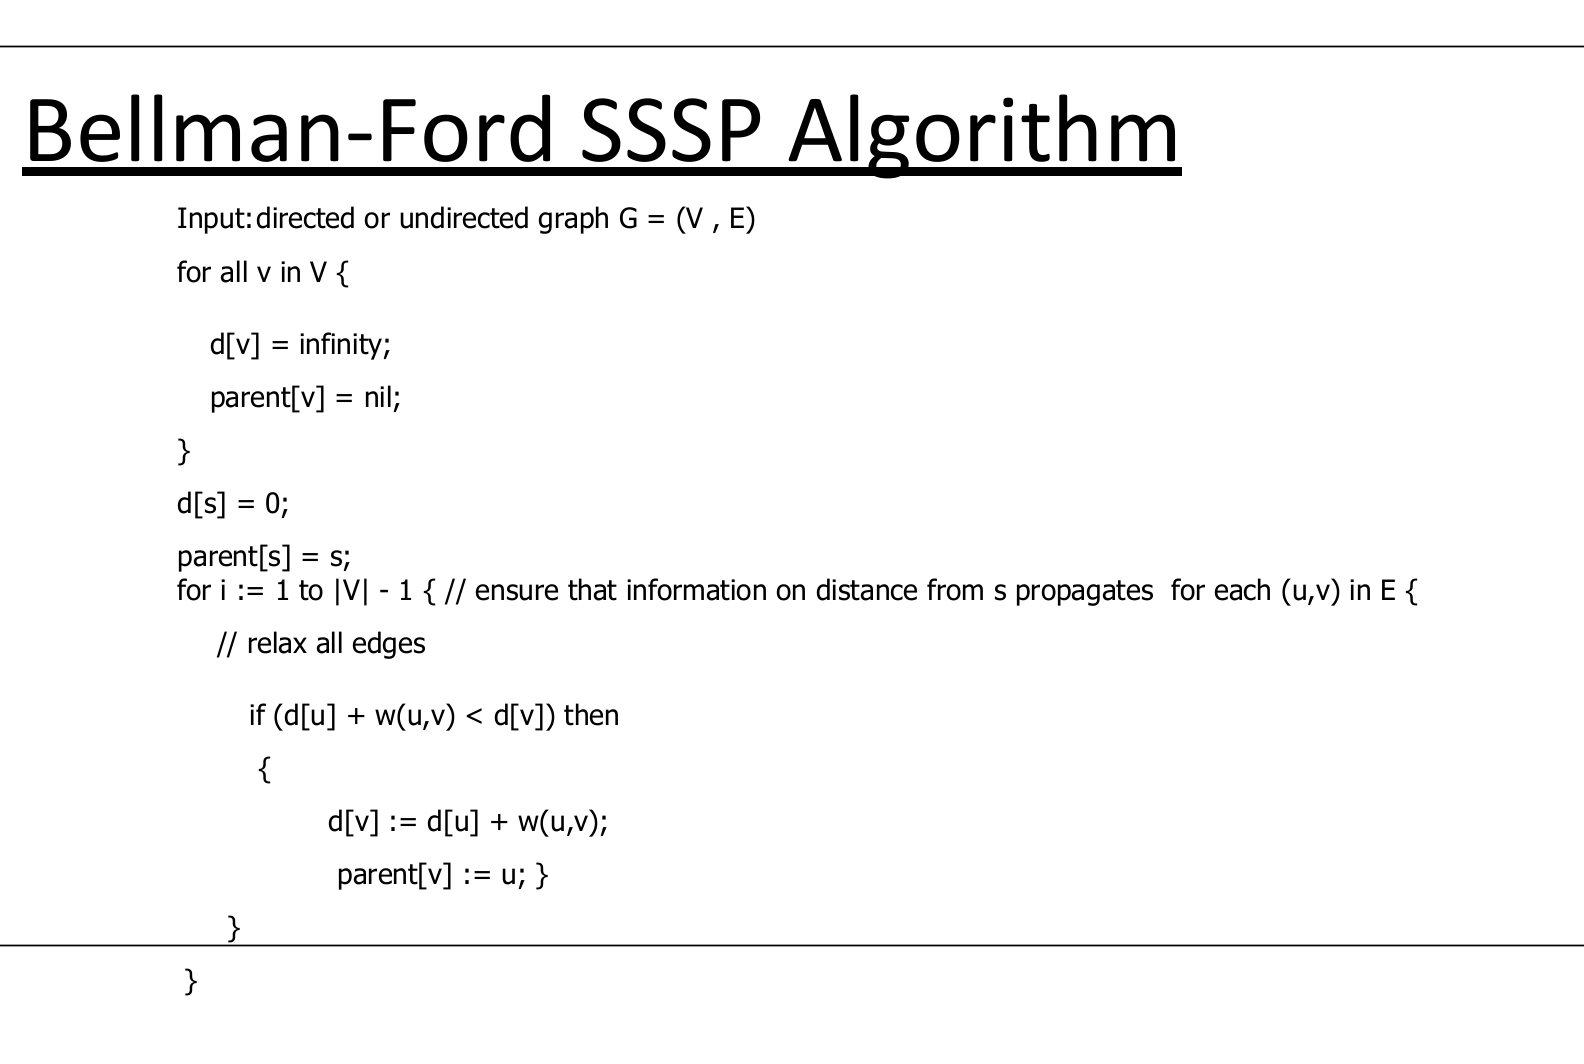 Bellman-Ford SSSP Algorithm
Input: directed or undirected graph G = (V , E)
for all v in V {
d[v] = infinity;
parent[v] = nil;
}
d[s] = 0;
parent[s] = s;
for i := 1 to |V| - 1 { // ensure that information on distance from s propagates for each (u,v) in E {
// relax all edges
if (d[u] + w(u,v) < d[v]) then
{
d[v] := d[u] + w(u,v);
parent[v] := u; }
}
}